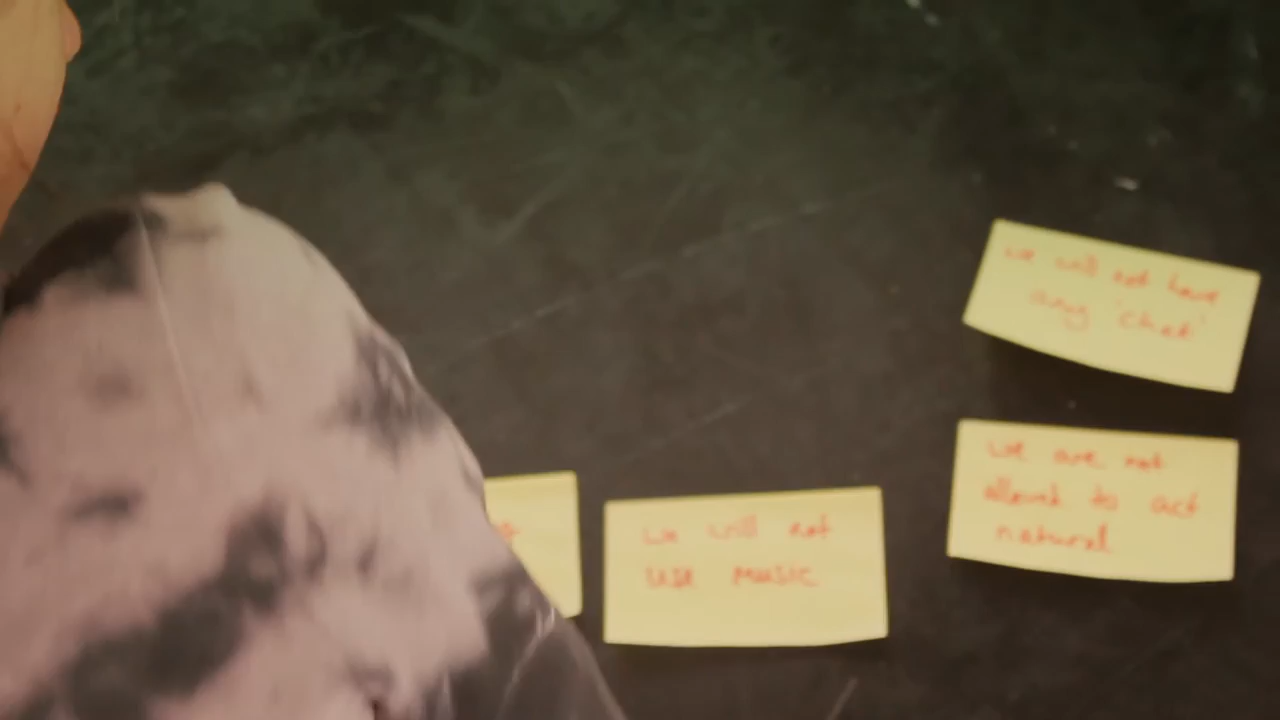 we will not have
any 'chat'
we will not
use music
we are not
allowed to act
natural